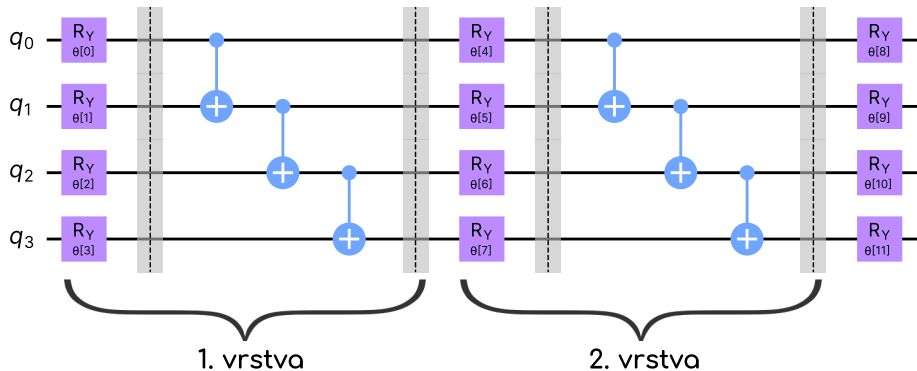 q0 RY θ[0] RY θ[4] RY θ[8]
q1 RY θ[1] RY θ[5] RY θ[9]
q2 RY θ[2] RY θ[6] RY θ[10]
q3 RY θ[3] RY θ[7] RY θ[11]
1. vrstva 2. vrstva